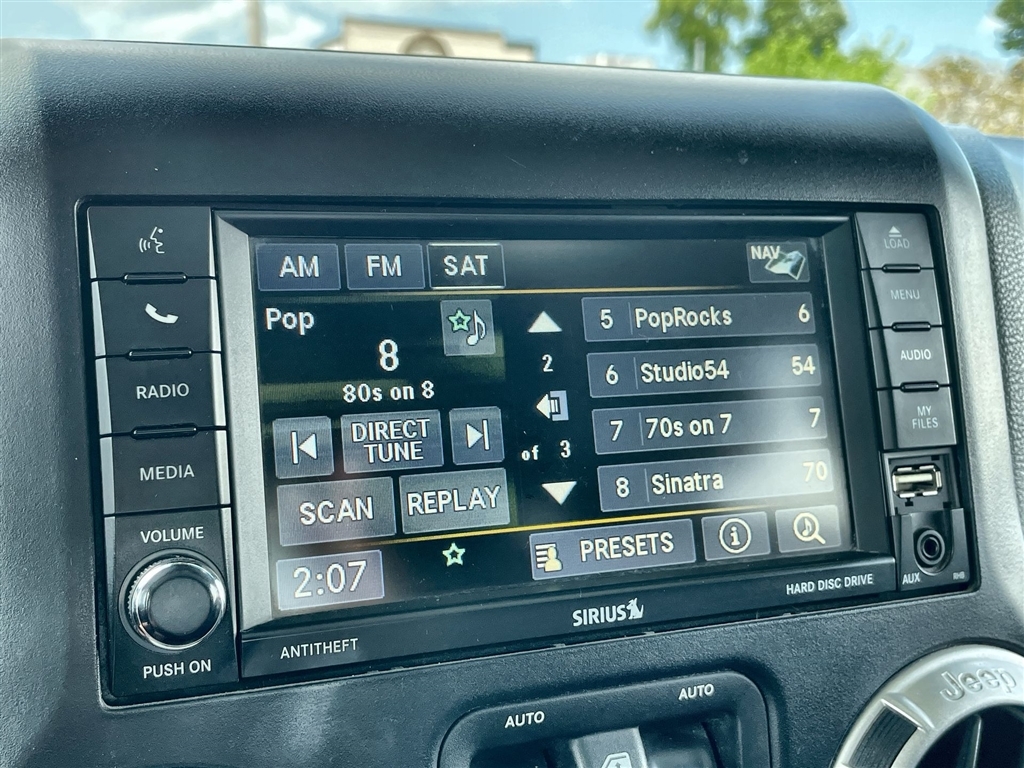 AM FM SAT NAV
Pop
8
80s on 8
DIRECT
TUNE
SCAN REPLAY
2:07
2
of 3
5 PopRocks 6
6 Studio54 54
7 70s on 7 7
8 Sinatra 70
PRESETS i
RADIO
MEDIA
VOLUME
PUSH ON
ANTITHEFT
SIRIUS
HARD DISC DRIVE
LOAD
MENU
AUDIO
MY
FILES
AUX RHB
AUTO AUTO
Jeep